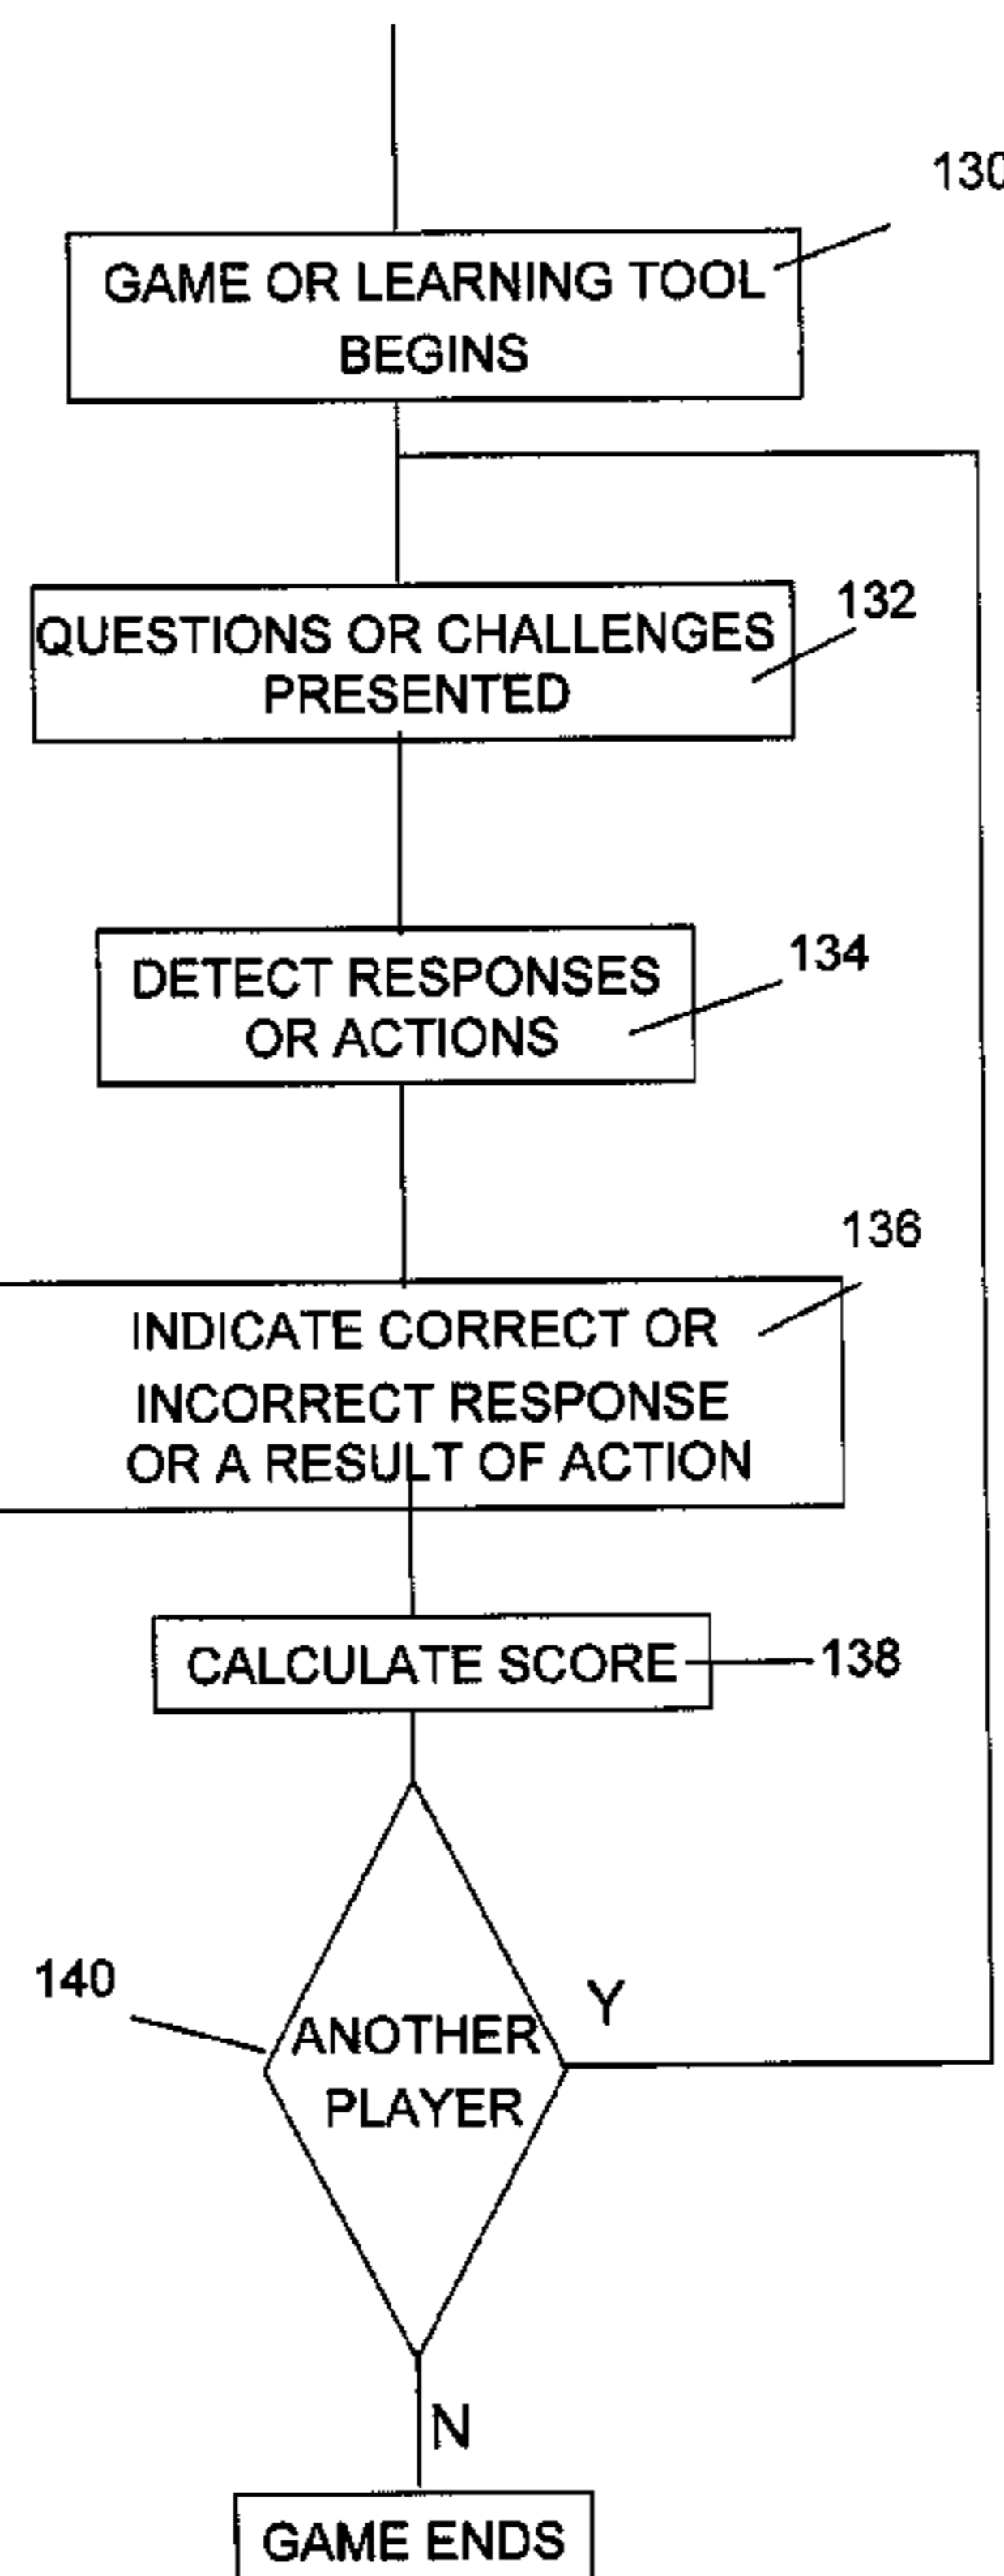 130
GAME OR LEARNING TOOL
BEGINS
QUESTIONS OR CHALLENGES
PRESENTED
132
DETECT RESPONSES
OR ACTIONS
134
136
INDICATE CORRECT OR
INCORRECT RESPONSE
OR A RESULT OF ACTION
CALCULATE SCORE
138
140
ANOTHER
PLAYER
Y
N
GAME ENDS